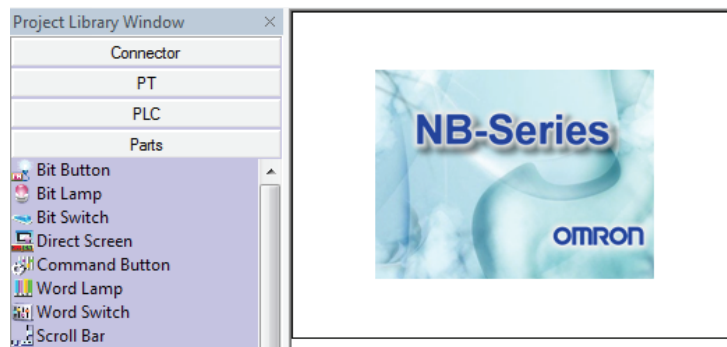 Project Library Window
Connector
PT
PLC
Parts
Bit Button
Bit Lamp
Bit Switch
Direct Screen
Command Button
Word Lamp
Word Switch
Scroll Bar
NB-Series
OMRON